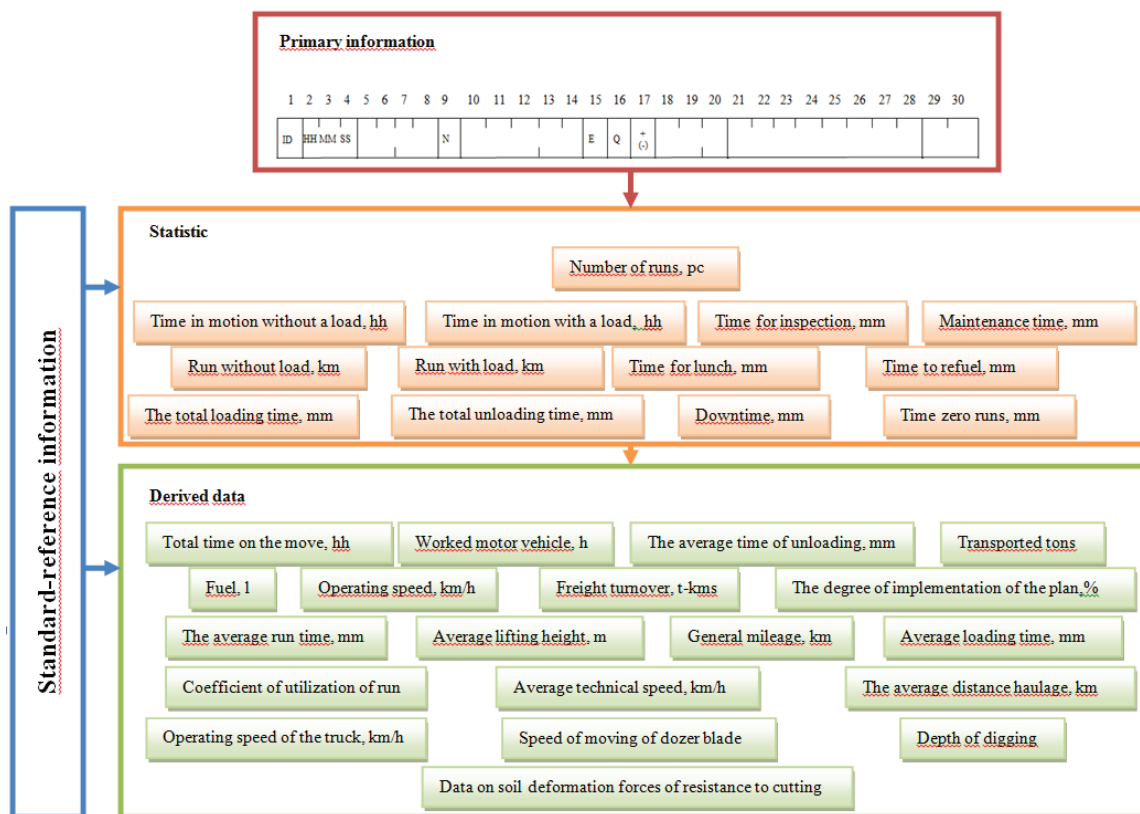 Primary information
1 2 3 4 5 6 7 8 9 10 11 12 13 14 15 16 17 18 19 20 21 22 23 24 25 26 27 28 29 30
ID HH MM SS N E Q +
(-)
Standard-reference information
Statistic
Number of runs, pc
Time in motion without a load, hh
Time in motion with a load, hh
Time for inspection, mm
Maintenance time, mm
Run without load, km
Run with load, km
Time for lunch, mm
Time to refuel, mm
The total loading time, mm
The total unloading time, mm
Downtime, mm
Time zero runs, mm
Derived data
Total time on the move, hh
Worked motor vehicle, h
The average time of unloading, mm
Transported tons
Fuel, l
Operating speed, km/h
Freight turnover, t-kms
The degree of implementation of the plan,%
The average run time, mm
Average lifting height, m
General mileage, km
Average loading time, mm
Coefficient of utilization of run
Average technical speed, km/h
The average distance haulage, km
Operating speed of the truck, km/h
Speed of moving of dozer blade
Depth of digging
Data on soil deformation forces of resistance to cutting